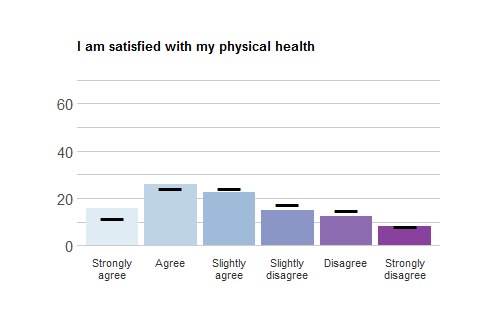 I am satisfied with my physical health
60
40
20
0
Strongly agree
Agree
Slightly agree
Slightly disagree
Disagree
Strongly disagree